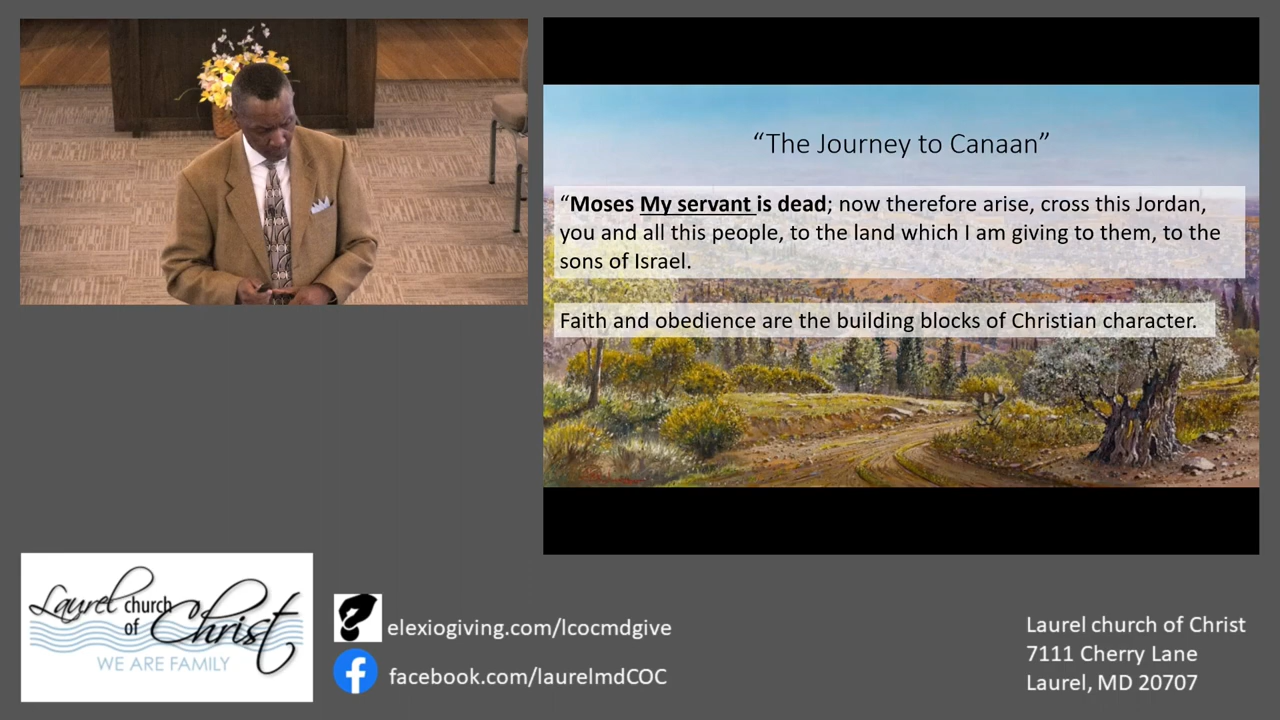 “The Journey to Canaan”
“Moses My servant is dead; now therefore arise, cross this Jordan,
you and all this people, to the land which I am giving to them, to the
sons of Israel.
Faith and obedience are the building blocks of Christian character.
Laurel church
of Christ
WE ARE FAMILY
elexiogiving.com/lcocmdgive
facebook.com/laurelmdCOC
Laurel church of Christ
7111 Cherry Lane
Laurel, MD 20707